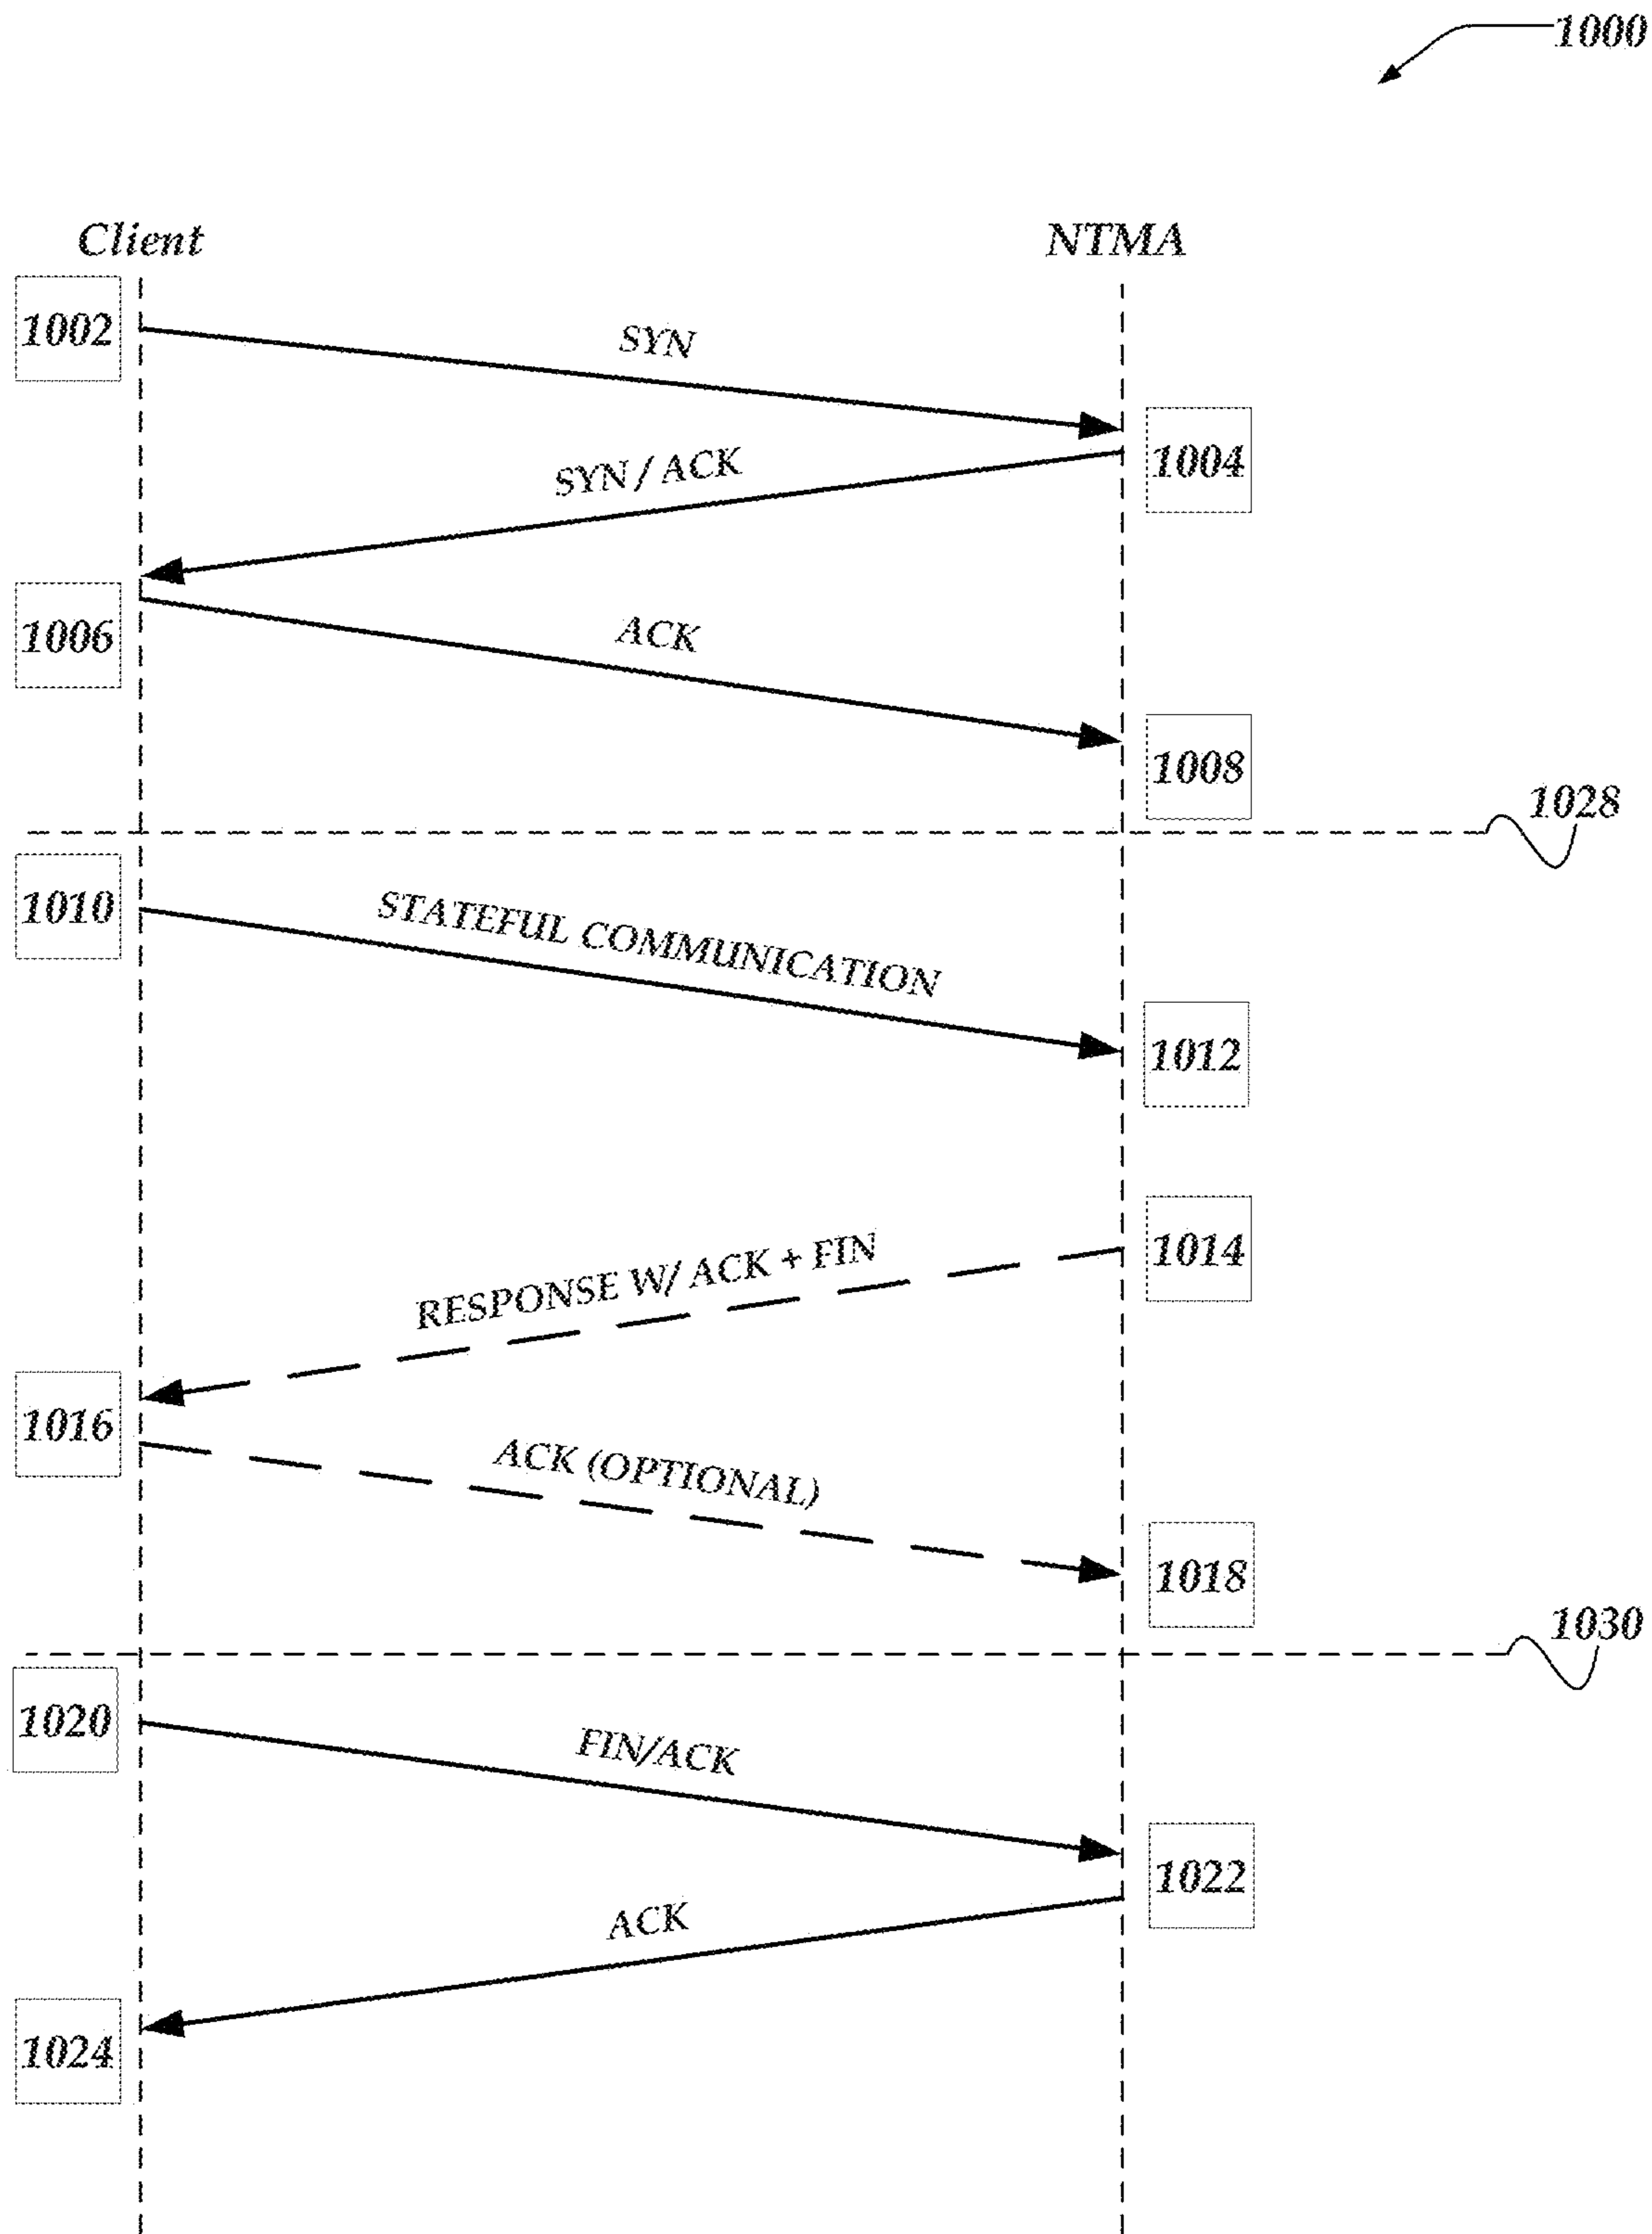 1000
Client
NTMA
1002
SYN
1004
SYN / ACK
1006
ACK
1008
1028
1010
STATEFUL COMMUNICATION
1012
1014
RESPONSE W/ ACK + FIN
1016
ACK (OPTIONAL)
1018
1030
1020
FIN/ACK
1022
ACK
1024